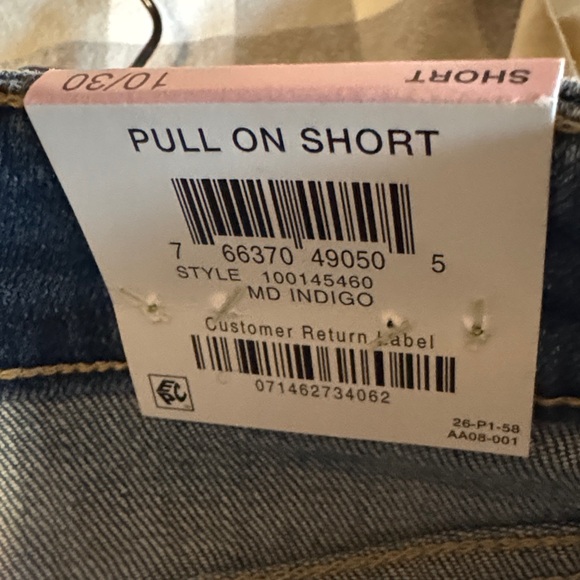 10/30 SHORT
PULL ON SHORT
7 66370 49050 5
STYLE 100145460
MD INDIGO
Customer Return Label
071462734062
26-P1-58
AA08-001